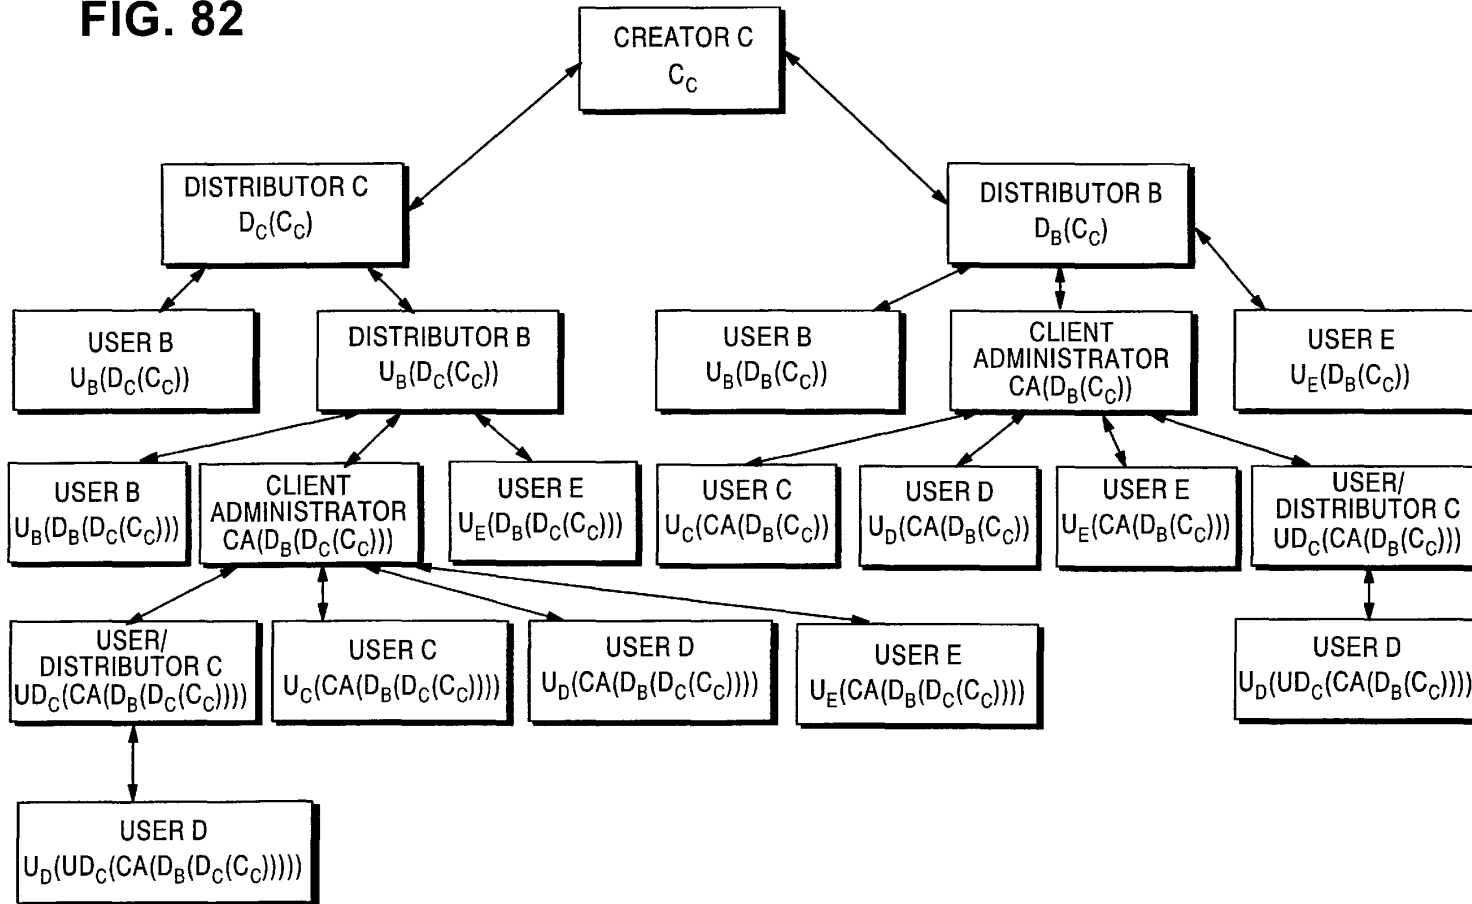 FIG. 82
CREATOR C
C_C
DISTRIBUTOR C
D_C(C_C)
DISTRIBUTOR B
D_B(C_C)
USER B
U_B(D_C(C_C))
DISTRIBUTOR B
U_B(D_C(C_C))
USER B
U_B(D_B(C_C))
CLIENT
ADMINISTRATOR
CA(D_B(C_C))
USER E
U_E(D_B(C_C))
USER B
U_B(D_B(D_C(C_C)))
CLIENT
ADMINISTRATOR
CA(D_B(D_C(C_C)))
USER E
U_E(D_B(D_C(C_C)))
USER C
U_C(CA(D_B(C_C))
USER D
U_D(CA(D_B(C_C))
USER E
U_E(CA(D_B(C_C)))
USER/
DISTRIBUTOR C
UD_C(CA(D_B(C_C)))
USER/
DISTRIBUTOR C
UD_C(CA(D_B(D_C(C_C))))
USER C
U_C(CA(D_B(D_C(C_C))))
USER D
U_D(CA(D_B(D_C(C_C))))
USER E
U_E(CA(D_B(D_C(C_C))))
USER D
U_D(UD_C(CA(D_B(C_C))))
USER D
U_D(UD_C(CA(D_B(D_C(C_C)))))